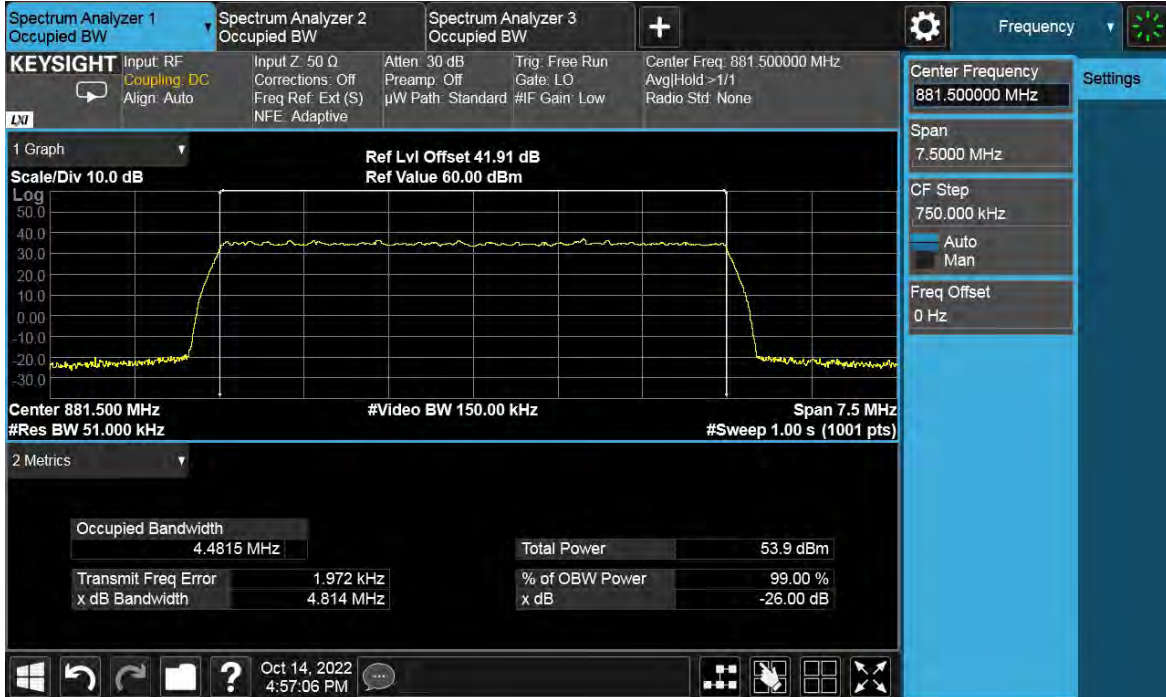 Spectrum Analyzer 1
Occupied BW
Spectrum Analyzer 2
Occupied BW
Spectrum Analyzer 3
Occupied BW
Frequency
KEYSIGHT
LXI
Input: RF
Coupling: DC
Align: Auto
Input Z: 50 Ω
Corrections: Off
Freq Ref: Ext (S)
NFE: Adaptive
Atten: 30 dB
Preamp: Off
µW Path: Standard
Trig: Free Run
Gate: LO
#IF Gain: Low
Center Freq: 881.500000 MHz
Avg|Hold:>1/1
Radio Std: None
Center Frequency
881.500000 MHz
Settings
Span
7.5000 MHz
CF Step
750.000 kHz
Auto
Man
Freq Offset
0 Hz
1 Graph
Scale/Div 10.0 dB
Ref Lvl Offset 41.91 dB
Ref Value 60.00 dBm
Log
50.0
40.0
30.0
20.0
10.0
0.00
-10.0
-20.0
-30.0
Center 881.500 MHz
#Res BW 51.000 kHz
#Video BW 150.00 kHz
Span 7.5 MHz
#Sweep 1.00 s (1001 pts)
2 Metrics
Occupied Bandwidth
4.4815 MHz
Total Power 53.9 dBm
Transmit Freq Error 1.972 kHz
% of OBW Power 99.00 %
x dB Bandwidth 4.814 MHz
x dB -26.00 dB
?
Oct 14, 2022
4:57:06 PM